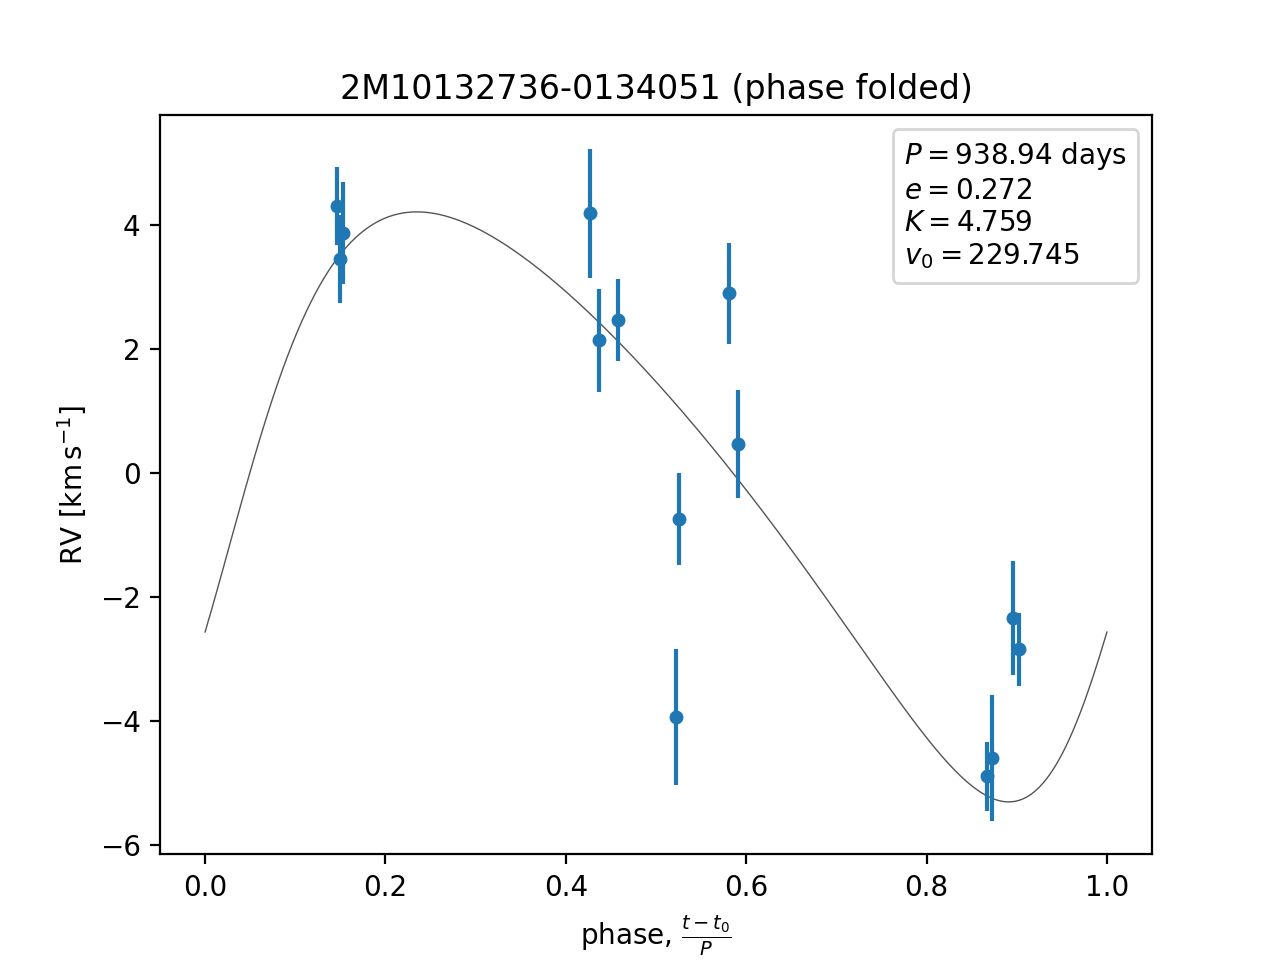 2M10132736-0134051 (phase folded)
P = 938.94 days
e = 0.272
K = 4.759
v₀ = 229.745
RV [km s⁻¹]
4
2
0
−2
−4
−6
0.0 0.2 0.4 0.6 0.8 1.0
phase, (t − t₀)/P